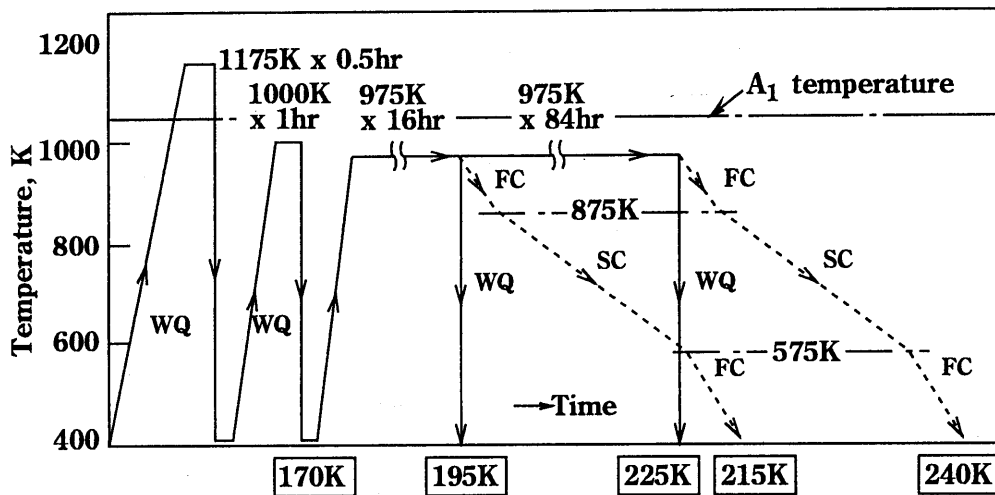 1200
1175K x 0.5hr
1000K
x 1hr
975K
x 16hr
975K
x 84hr
A1 temperature
1000
FC
FC
875K
800
SC
SC
WQ
WQ
WQ
WQ
600
575K
FC
FC
Time
400
170K
195K
225K
215K
240K
Temperature, K